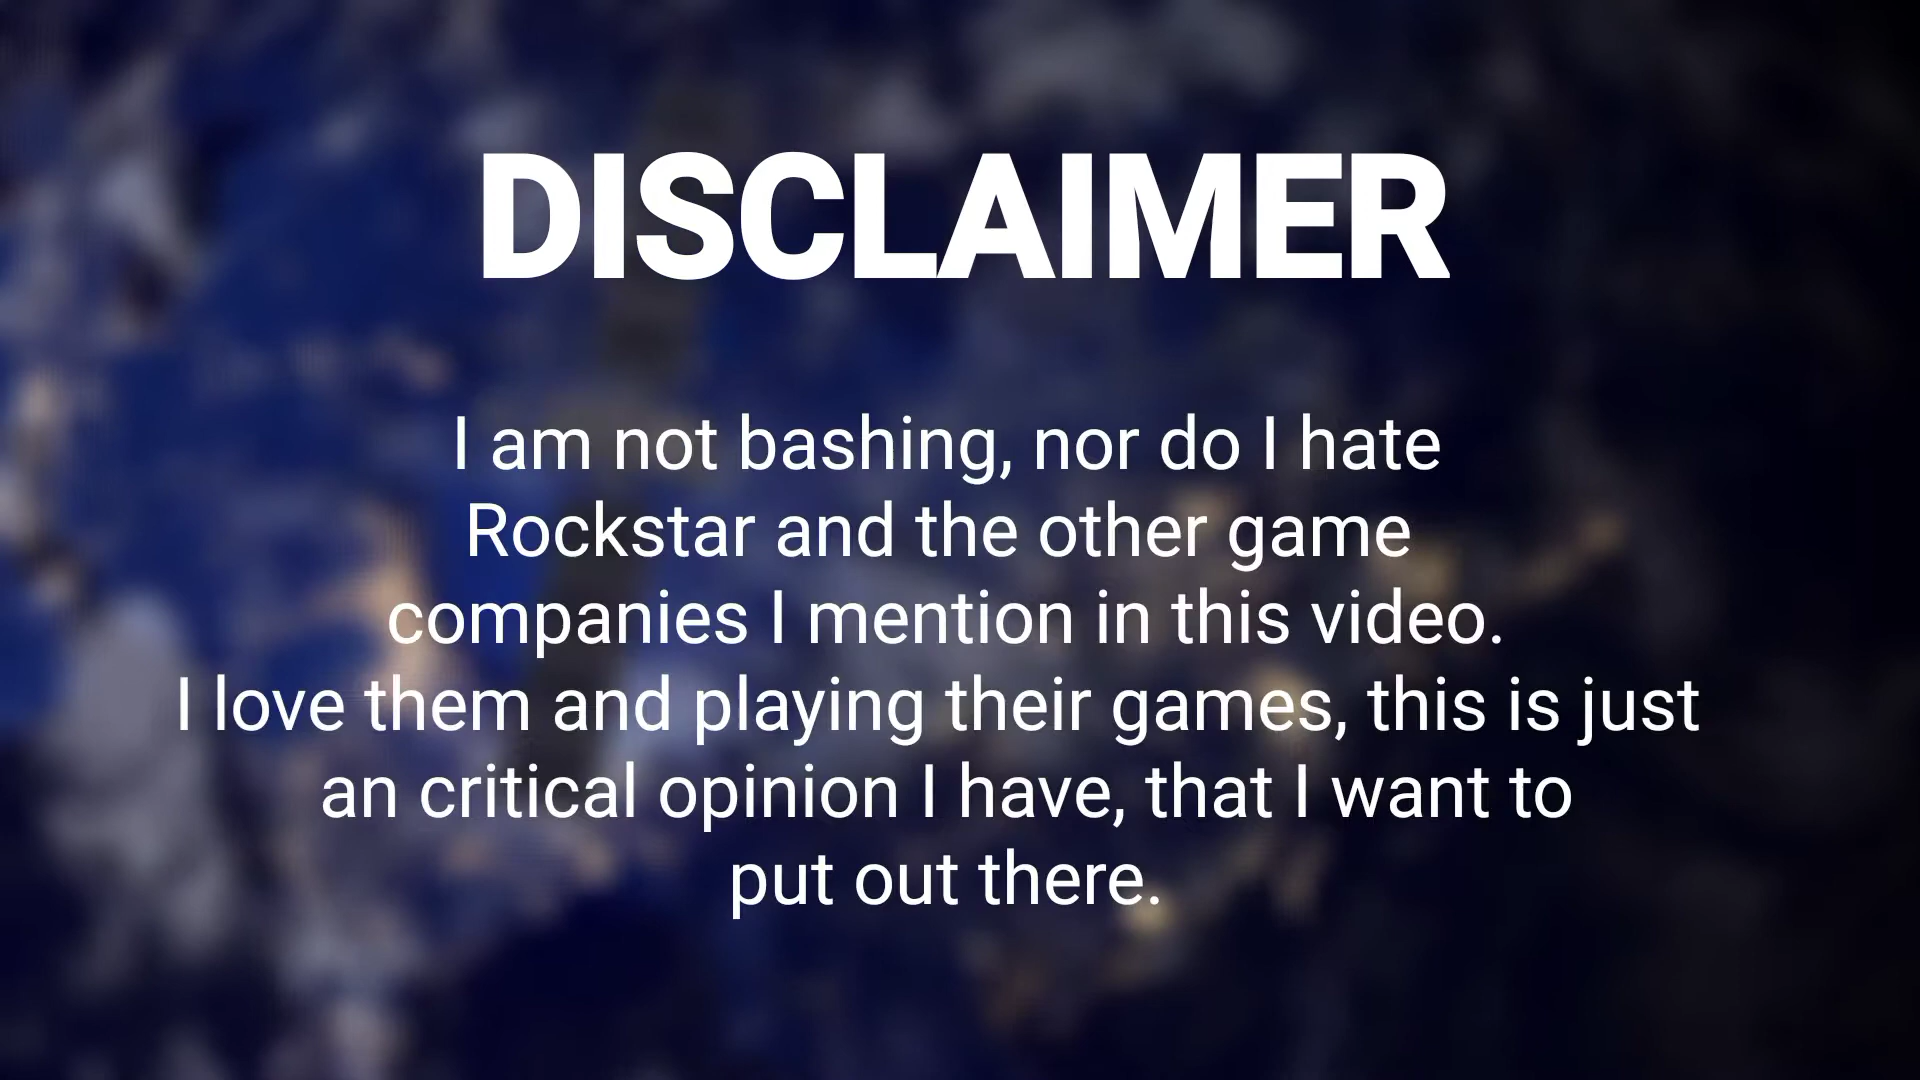 DISCLAIMER
I am not bashing, nor do I hate
Rockstar and the other game
companies I mention in this video.
I love them and playing their games, this is just
an critical opinion I have, that I want to
put out there.